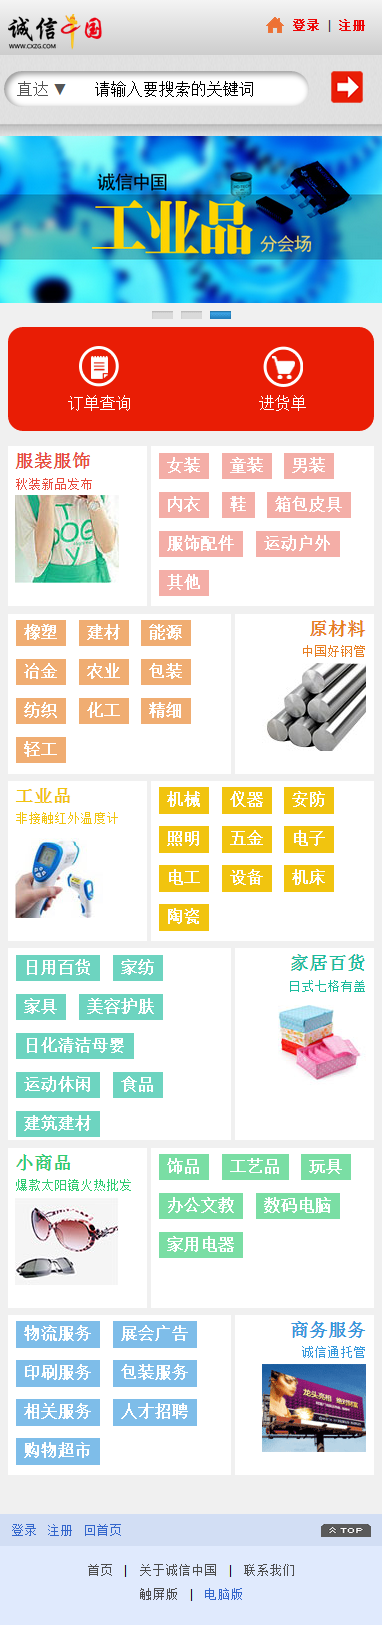 诚信中国
WWW.CXZG.COM
登录 | 注册
直达 ▼ 请输入要搜索的关键词
诚信中国
工业品
分会场
订单查询 进货单
服装服饰
秋装新品发布
女装 童装 男装
内衣 鞋 箱包皮具
服饰配件 运动户外
其他
橡塑 建材 能源
冶金 农业 包装
纺织 化工 精细
轻工
原材料
中国好钢管
工业品
非接触红外温度计
机械 仪器 安防
照明 五金 电子
电工 设备 机床
陶瓷
日用百货 家纺
家具 美容护肤
日化清洁母婴
运动休闲 食品
建筑建材
家居百货
日式七格有盖
小商品
爆款太阳镜火热批发
饰品 工艺品 玩具
办公文教 数码电脑
家用电器
物流服务 展会广告
印刷服务 包装服务
相关服务 人才招聘
购物超市
商务服务
诚信通托管
龙头亮相 绝对财富
登录 注册 回首页 TOP
首页 | 关于诚信中国 | 联系我们
触屏版 | 电脑版